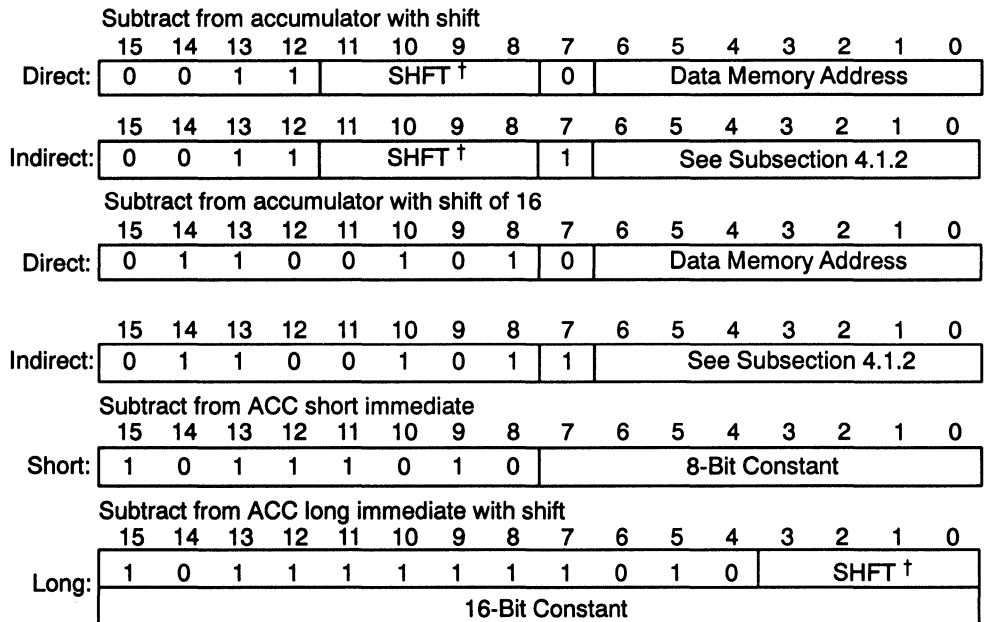 Subtract from accumulator with shift
15 14 13 12 11 10 9 8 7 6 5 4 3 2 1 0
Direct: 0 0 1 1 SHFT † 0 Data Memory Address
15 14 13 12 11 10 9 8 7 6 5 4 3 2 1 0
Indirect: 0 0 1 1 SHFT † 1 See Subsection 4.1.2
Subtract from accumulator with shift of 16
15 14 13 12 11 10 9 8 7 6 5 4 3 2 1 0
Direct: 0 1 1 0 0 1 0 1 0 Data Memory Address
15 14 13 12 11 10 9 8 7 6 5 4 3 2 1 0
Indirect: 0 1 1 0 0 1 0 1 1 See Subsection 4.1.2
Subtract from ACC short immediate
15 14 13 12 11 10 9 8 7 6 5 4 3 2 1 0
Short: 1 0 1 1 1 0 1 0 8-Bit Constant
Subtract from ACC long immediate with shift
15 14 13 12 11 10 9 8 7 6 5 4 3 2 1 0
Long: 1 0 1 1 1 1 1 1 1 0 1 0 SHFT †
16-Bit Constant